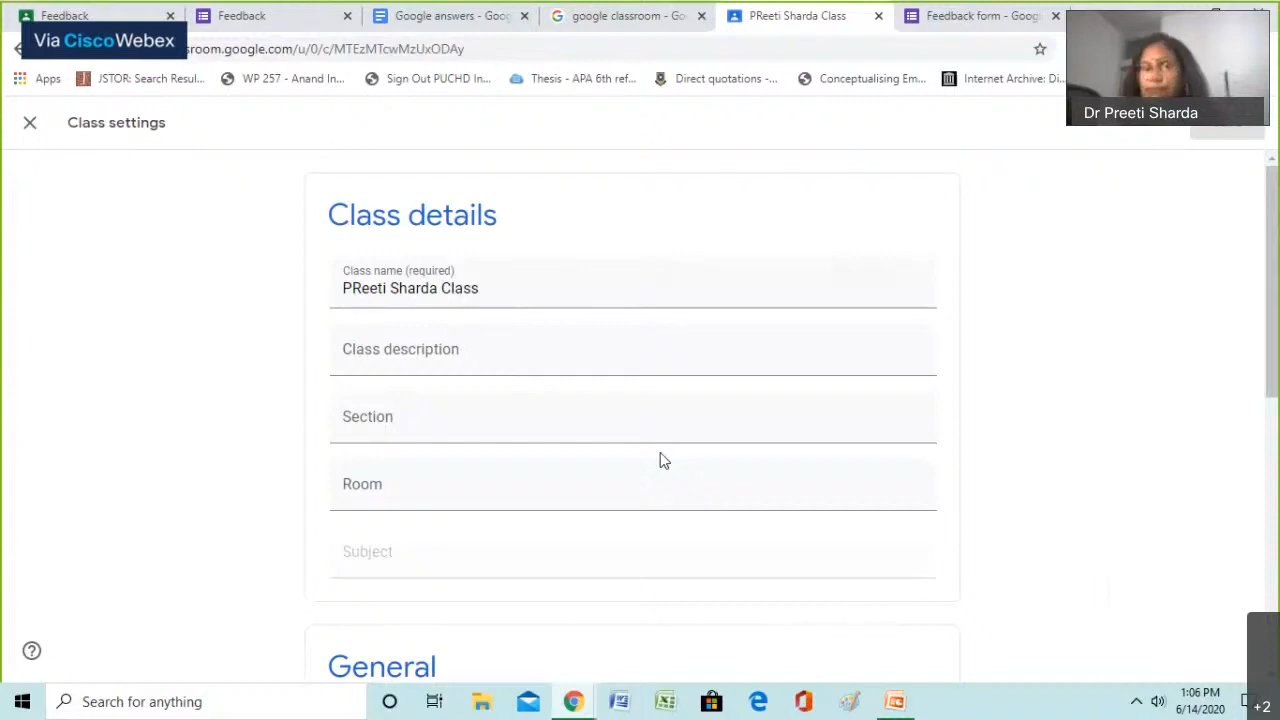 Feedback
Feedback
Google answers - Goo
google classroom - Goo
PReeti Sharda Class
Feedback form - Goog
Via CiscoWebex
room.google.com/u/0/c/MTEzMTcwMzUxODAy
Apps
JSTOR: Search Resul...
WP 257 - Anand In...
Sign Out PUCHD In...
Thesis - APA 6th ref...
Direct quotations -...
Conceptualising Em...
Internet Archive: Di...
Dr Preeti Sharda
Class settings
Class details
Class name (required)
PReeti Sharda Class
Class description
Section
Room
Subject
General
Search for anything
1:06 PM
6/14/2020
+2